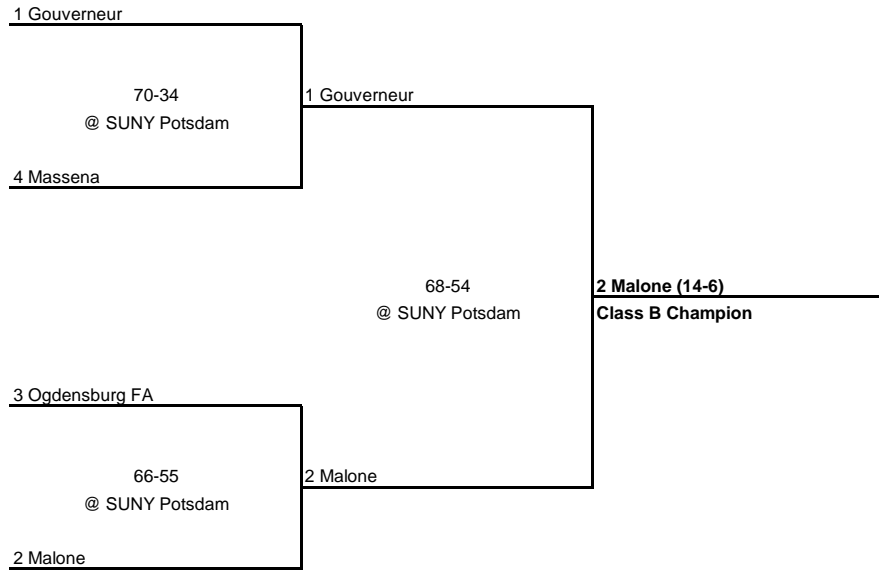 1 Gouverneur
70-34
@ SUNY Potsdam
1 Gouverneur
4 Massena
68-54
@ SUNY Potsdam
2 Malone (14-6)
Class B Champion
3 Ogdensburg FA
66-55
@ SUNY Potsdam
2 Malone
2 Malone